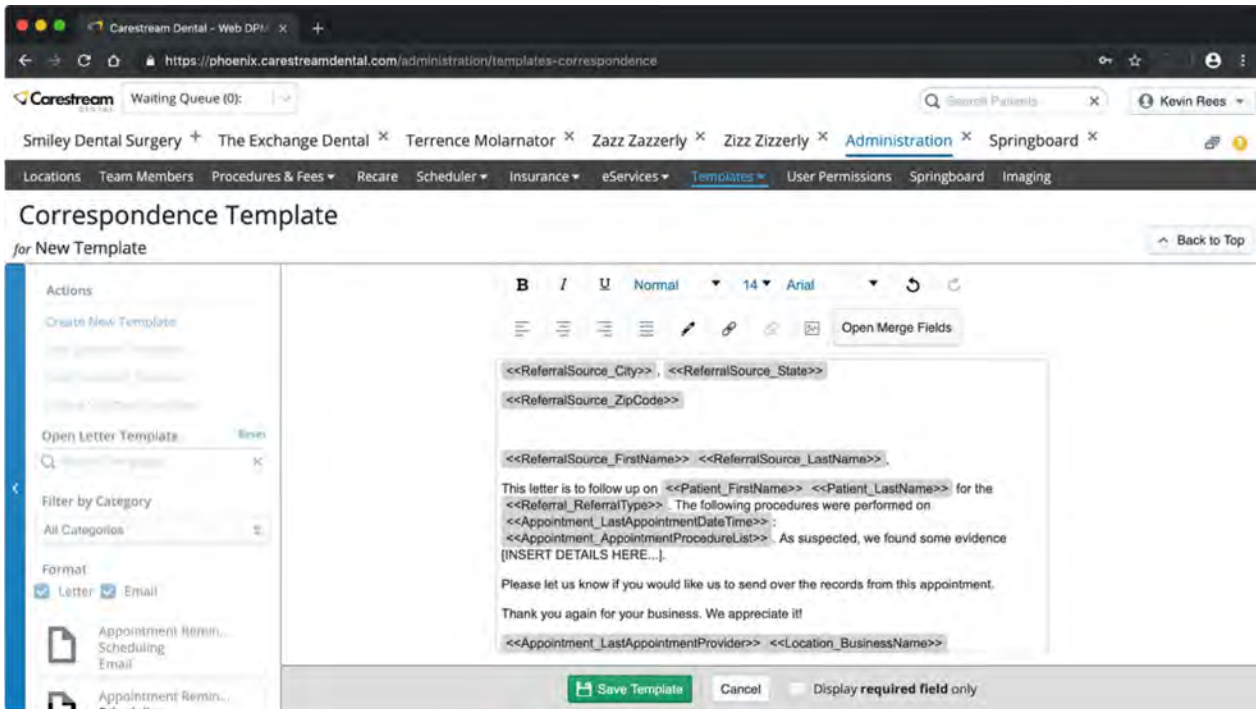 Carestream Dental - Web DPM
https://phoenix.carestreamdental.com/administration/templates-correspondence
Carestream
DENTAL
Waiting Queue (0):
Search Patients
Kevin Rees
Smiley Dental Surgery
The Exchange Dental
Terrence Molarnator
Zazz Zazzerly
Zizz Zizzerly
Administration
Springboard
Locations Team Members Procedures & Fees Recare Scheduler Insurance eServices Templates User Permissions Springboard Imaging
Correspondence Template
for New Template
Back to Top
Actions
Create New Template
Open Letter Template Reset
Filter by Category
All Categories
Format
Letter Email
Appointment Remin...
Scheduling
Email
Appointment Remin...
B I U Normal 14 Arial
Open Merge Fields
<<ReferralSource_City>> , <<ReferralSource_State>>
<<ReferralSource_ZipCode>>
<<ReferralSource_FirstName>> <<ReferralSource_LastName>> ,
This letter is to follow up on <<Patient_FirstName>> <<Patient_LastName>> for the
<<Referral_ReferralType>> . The following procedures were performed on
<<Appointment_LastAppointmentDateTime>> :
<<Appointment_AppointmentProcedureList>> . As suspected, we found some evidence
[INSERT DETAILS HERE...].
Please let us know if you would like us to send over the records from this appointment.
Thank you again for your business. We appreciate it!
<<Appointment_LastAppointmentProvider>> <<Location_BusinessName>>
Save Template
Cancel
Display required field only